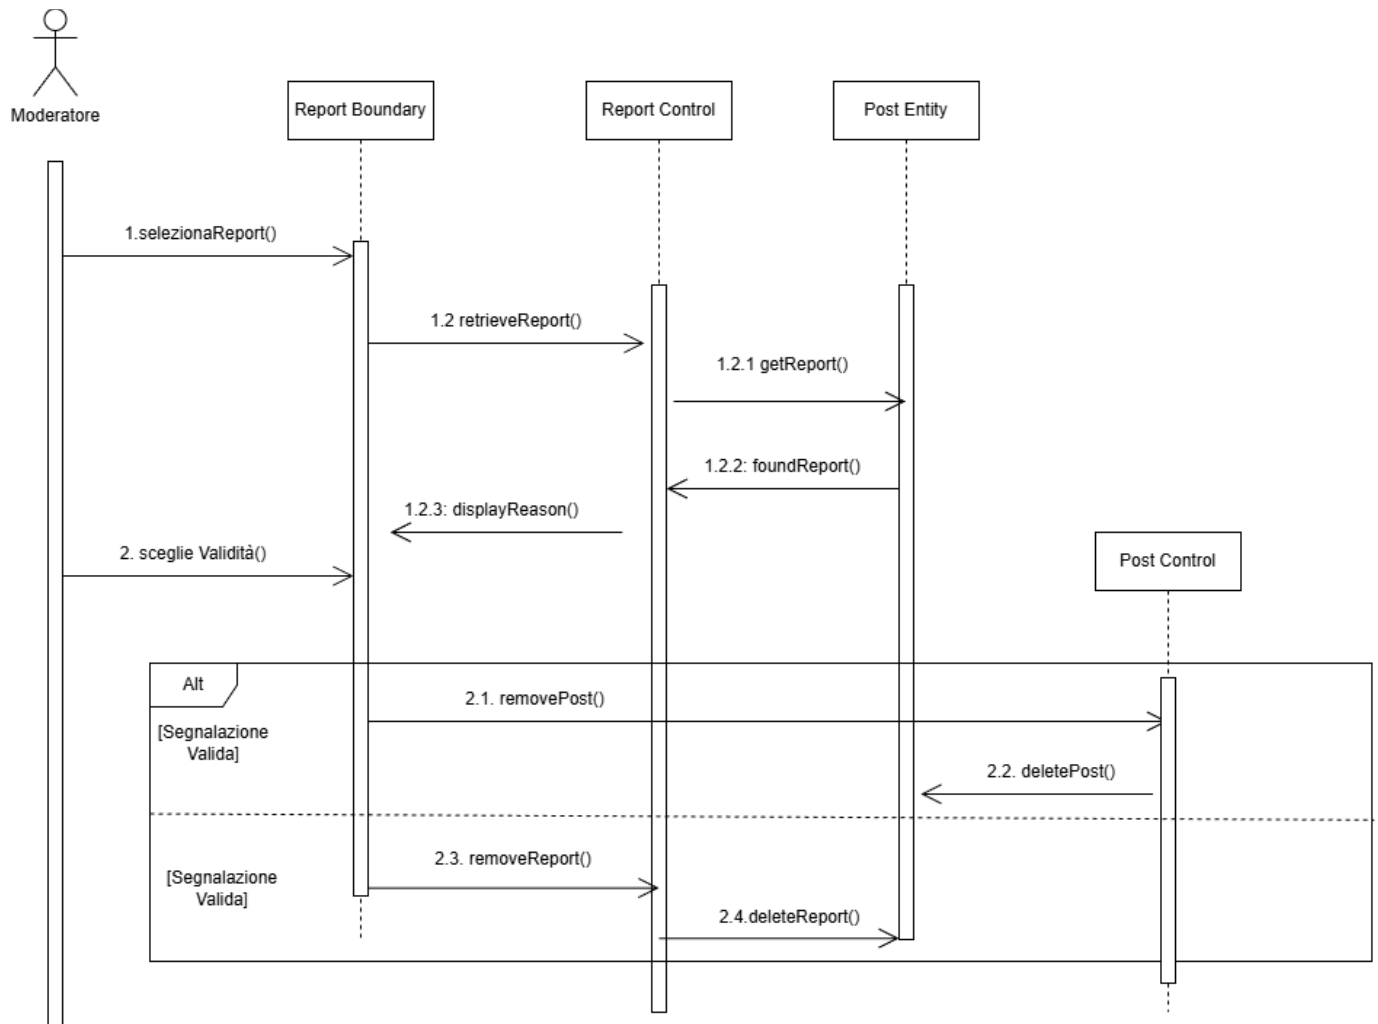 Moderatore
Report Boundary
Report Control
Post Entity
1.selezionaReport()
1.2 retrieveReport()
1.2.1 getReport()
1.2.2: foundReport()
1.2.3: displayReason()
2. sceglie Validità()
Post Control
Alt
2.1. removePost()
[Segnalazione
Valida]
2.2. deletePost()
2.3. removeReport()
[Segnalazione
Valida]
2.4.deleteReport()